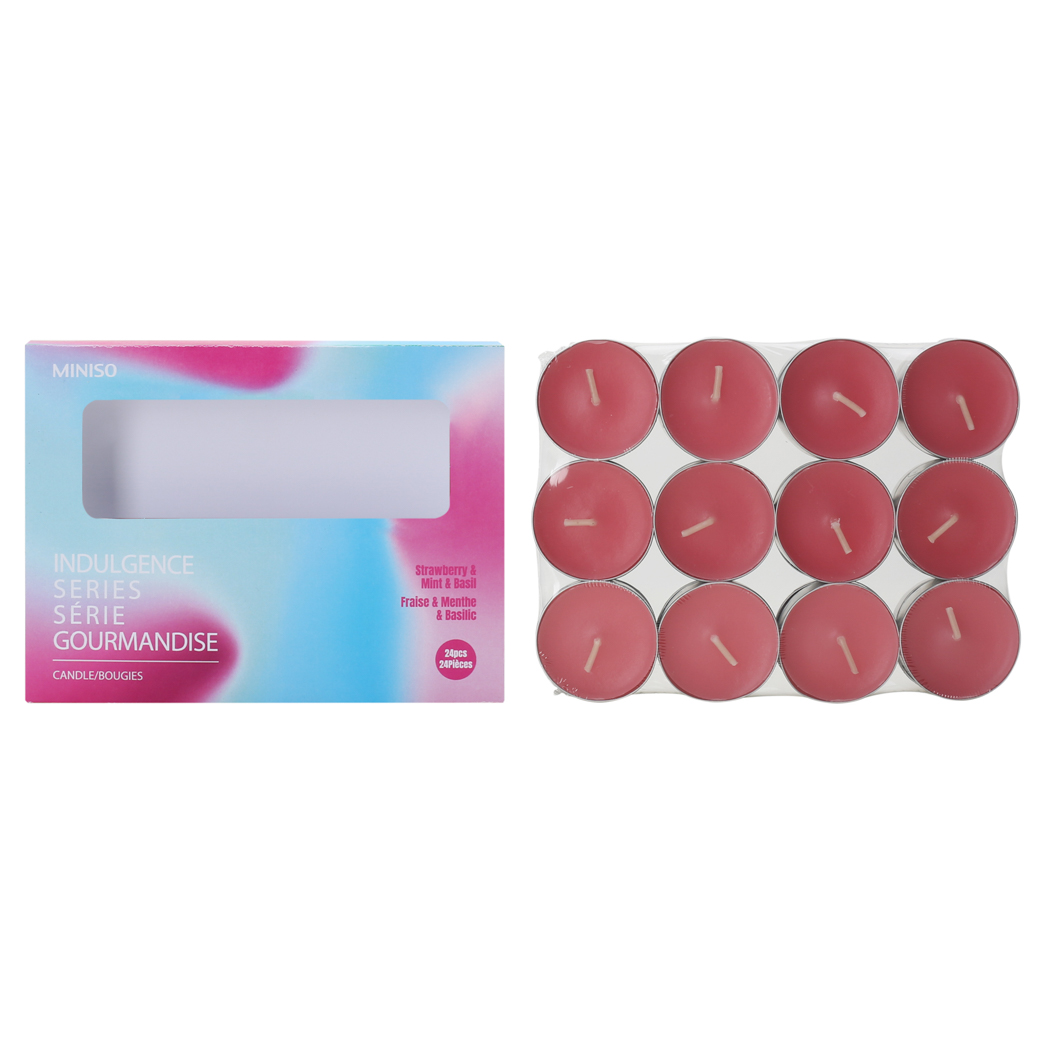 MINISO
INDULGENCE
SERIES
SÉRIE
GOURMANDISE
CANDLE/BOUGIES
Strawberry &
Mint & Basil
Fraise & Menthe
& Basilic
24pcs
24Pièces